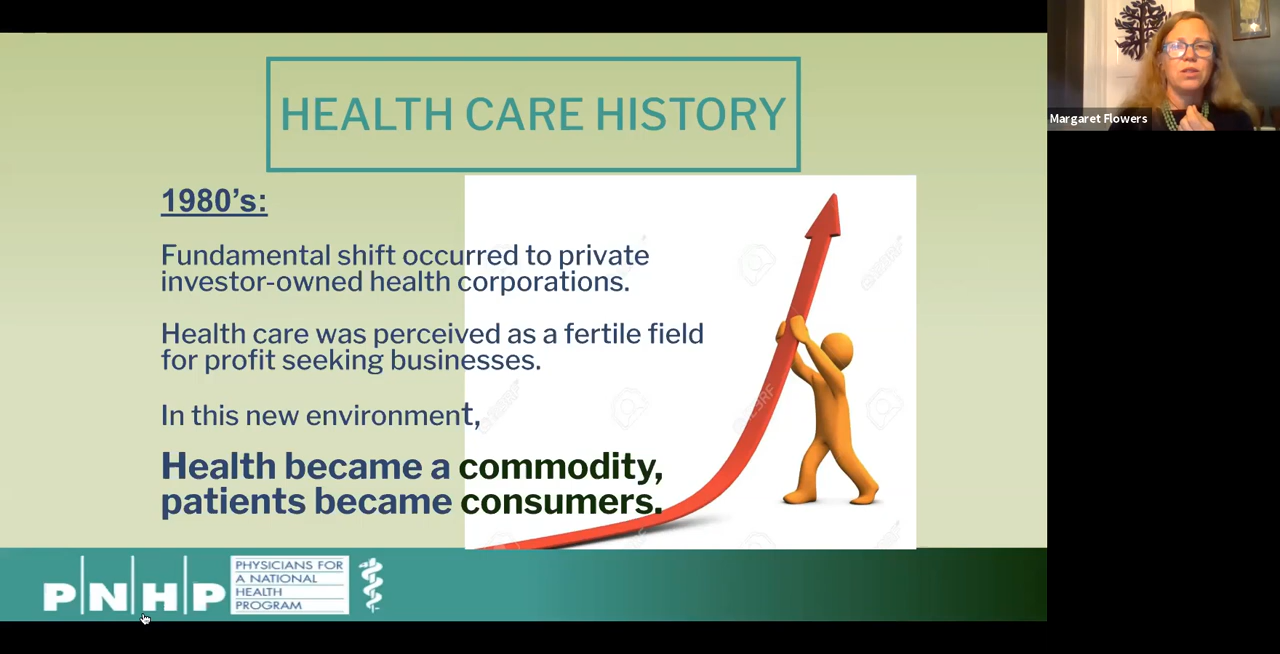 HEALTH CARE HISTORY
Margaret Flowers
1980's:
Fundamental shift occurred to private
investor-owned health corporations.
Health care was perceived as a fertile field
for profit seeking businesses.
In this new environment,
Health became a commodity,
patients became consumers.
PNHP
PHYSICIANS FOR
A NATIONAL
HEALTH
PROGRAM